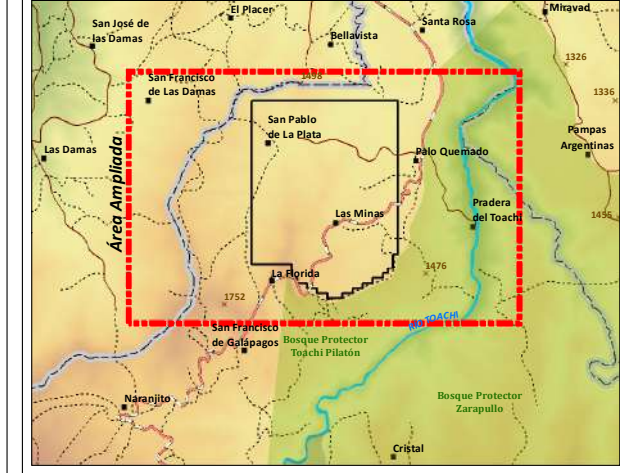 El Placer
Miravad
San José de
las Damas
Santa Rosa
Bellavista
1326
1498
San Francisco
de Las Damas
1336
San Pablo
de La Plata
Pampas
Argentinas
Las Damas
Palo Quemado
Área Ampliada
Pradera
del Toachi
Las Minas
1455
1476
La Florida
1752
RIO TOACHI
San Francisco
de Galápagos
Bosque Protector
Toachi Pilatón
Bosque Protector
Zarapullo
Naranjito
Cristal